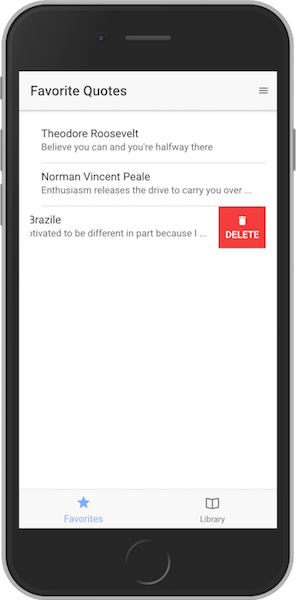 Favorite Quotes
Theodore Roosevelt
Believe you can and you're halfway there
Norman Vincent Peale
Enthusiasm releases the drive to carry you over ...
Brazile
otivated to be different in part because I ...
DELETE
Favorites
Library